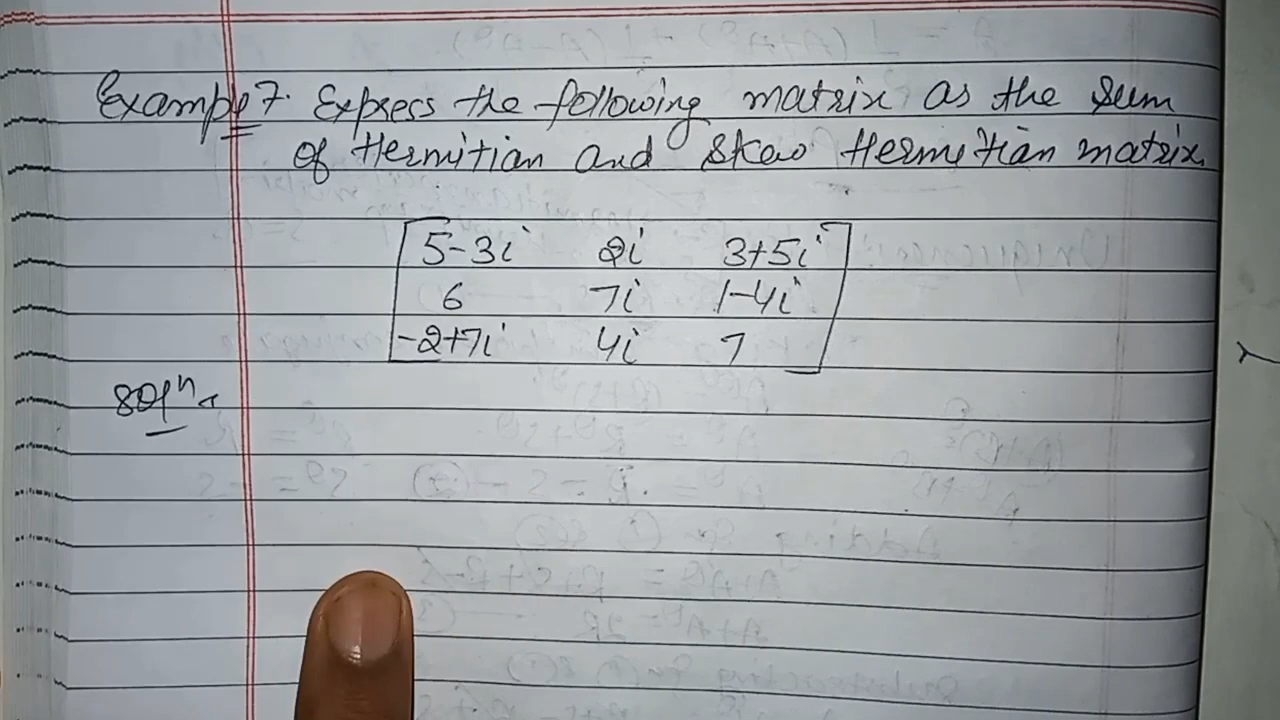 Example 7. Express the following matrix as the sum
of Hermitian and skew Hermitian matrix.
5-3i 2i 3+5i
6 7i 1-4i
-2+7i 4i 7
Solⁿ: